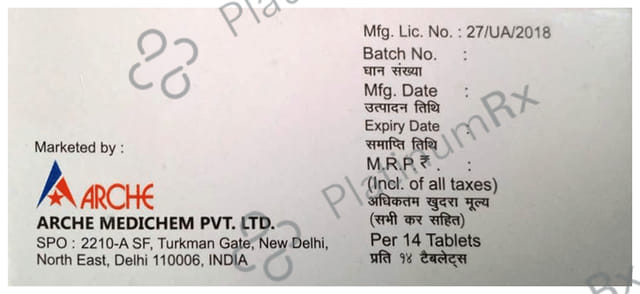 Mfg. Lic. No. : 27/UA/2018
Batch No. :
घान संख्या
Mfg. Date :
उत्पादन तिथि
Expiry Date :
समाप्ति तिथि
M.R.P. ₹ . :
(Incl. of all taxes)
अधिकतम खुदरा मूल्य
(सभी कर सहित)
Per 14 Tablets
प्रति १४ टैबलेट्स
Marketed by :
ARCHE
ARCHE MEDICHEM PVT. LTD.
SPO : 2210-A SF, Turkman Gate, New Delhi,
North East, Delhi 110006, INDIA
PlatinumRx